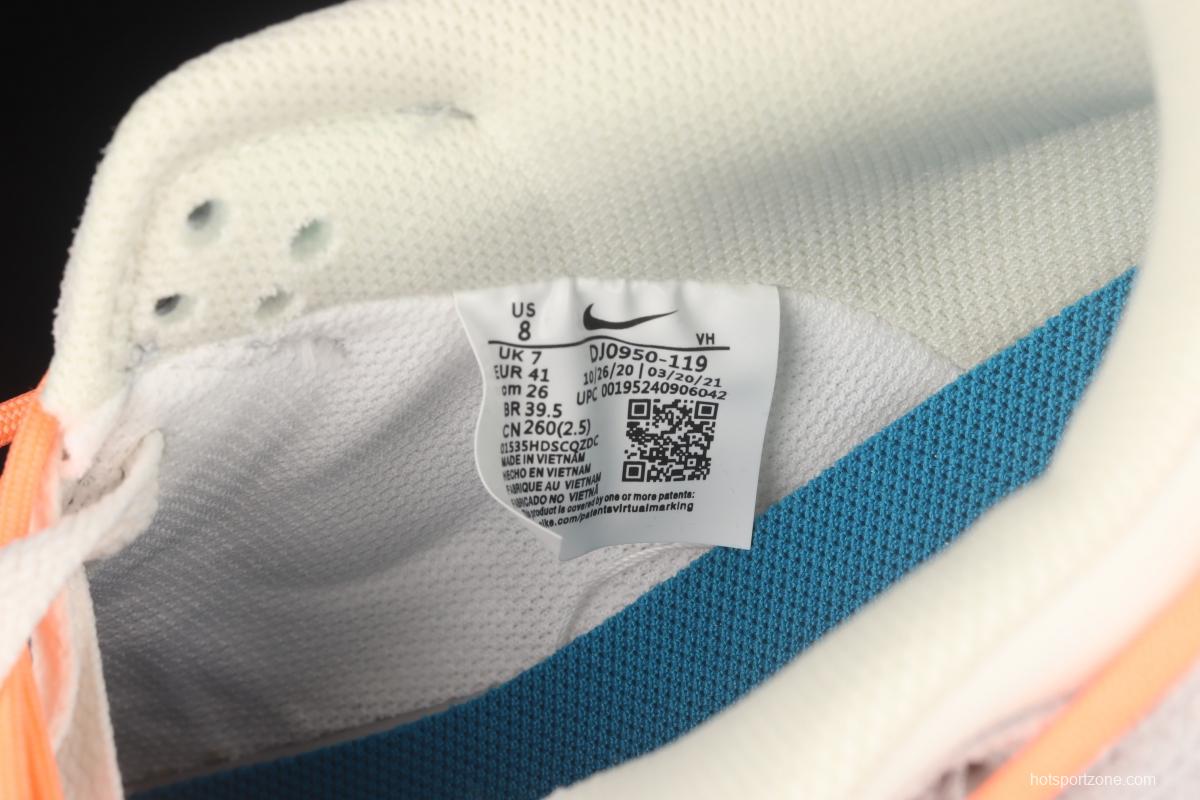 US
8
VH
UK 7
DJ0950-119
EUR 41
10/26/20 | 03/20/21
cm 26
UPC 00195240906042
BR 39.5
CN 260(2.5)
01535HDSCQZDC
MADE IN VIETNAM
HECHO EN VIETNAM
FABRIQUE AU VIETNAM
FABRICADO NO VIETNÃ
This product is covered by one or more patents:
nike.com/patentsvirtualmarking
hotsportzone.com